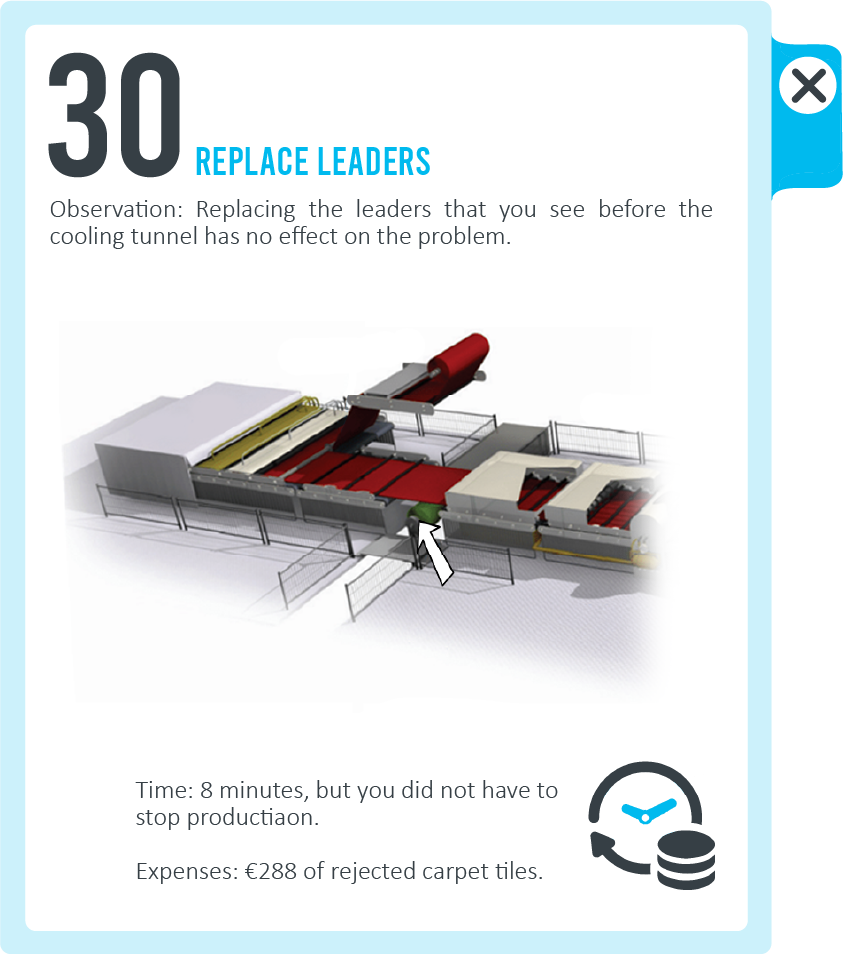 30 REPLACE LEADERS
Observation: Replacing the leaders that you see before the
cooling tunnel has no effect on the problem.
Time: 8 minutes, but you did not have to
stop productiaon.
Expenses: €288 of rejected carpet tiles.